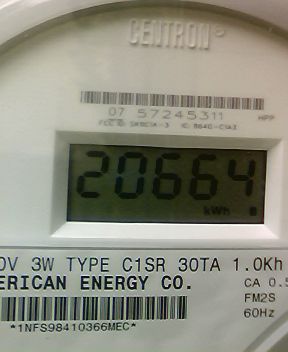 CENTRON®
07 57245311 HPP
20664
kWh
0V 3W TYPE C1SR 30TA 1.0Kh
ERICAN ENERGY CO. CA 0.5
FM2S
60Hz
*1NFS98410366MEC*